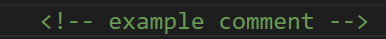 <!-- example comment -->